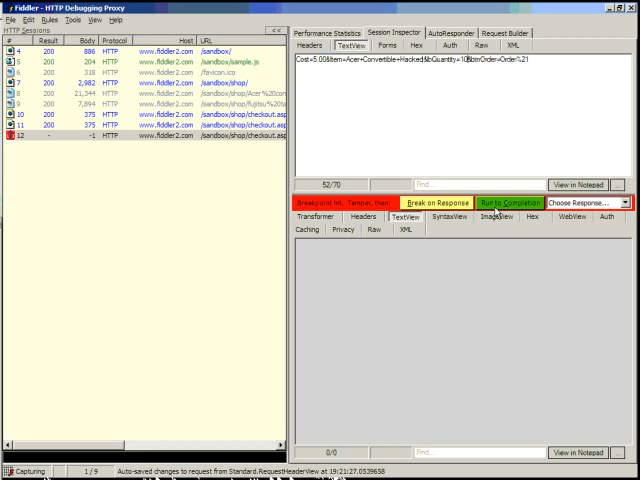 Fiddler - HTTP Debugging Proxy
File Edit Rules Tools View Help
HTTP Sessions <<
# Result Body Protocol Host URL
4 200 886 HTTP www.fiddler2.com /sandbox/
5 200 204 HTTP www.fiddler2.com /sandbox/sample.js
6 200 318 HTTP www.fiddler2.com /favicon.ico
7 200 2,982 HTTP www.fiddler2.com /sandbox/shop/
8 200 21,344 HTTP www.fiddler2.com /sandbox/shop/Acer%20con
9 200 7,894 HTTP www.fiddler2.com /sandbox/shop/fujitsu%20ta
10 200 375 HTTP www.fiddler2.com /sandbox/shop/checkout.asp
11 200 375 HTTP www.fiddler2.com /sandbox/shop/checkout.asp
12 - -1 HTTP www.fiddler2.com /sandbox/shop/checkout.asp
Performance Statistics Session Inspector AutoResponder Request Builder
Headers TextView Forms Hex Auth Raw XML
Cost=5.00&Item=Acer+Convertible+Hacked&bQuantity=10&btnOrder=Order%21
52/70 Find... View in Notepad ...
Breakpoint hit. Tamper, then: Break on Response Run to Completion Choose Response...
Transformer Headers TextView SyntaxView ImageView Hex WebView Auth
Caching Privacy Raw XML
0/0 Find... View in Notepad ...
Capturing 1 / 9 Auto-saved changes to request from Standard.RequestHeaderView at 19:21:27.0539658